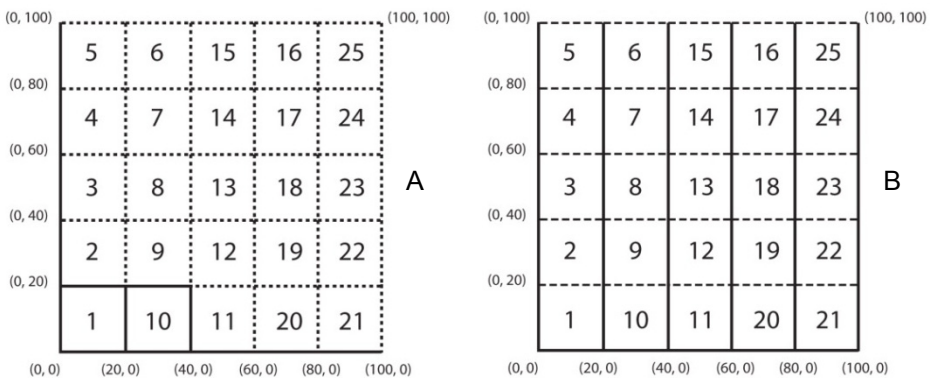 (0, 100) (100, 100)
5 6 15 16 25
(0, 80)
4 7 14 17 24
(0, 60)
3 8 13 18 23 A
(0, 40)
2 9 12 19 22
(0, 20)
1 10 11 20 21
(0, 0) (20, 0) (40, 0) (60, 0) (80, 0) (100, 0)
(0, 100) (100, 100)
5 6 15 16 25
(0, 80)
4 7 14 17 24
(0, 60)
3 8 13 18 23 B
(0, 40)
2 9 12 19 22
(0, 20)
1 10 11 20 21
(0, 0) (20, 0) (40, 0) (60, 0) (80, 0) (100, 0)